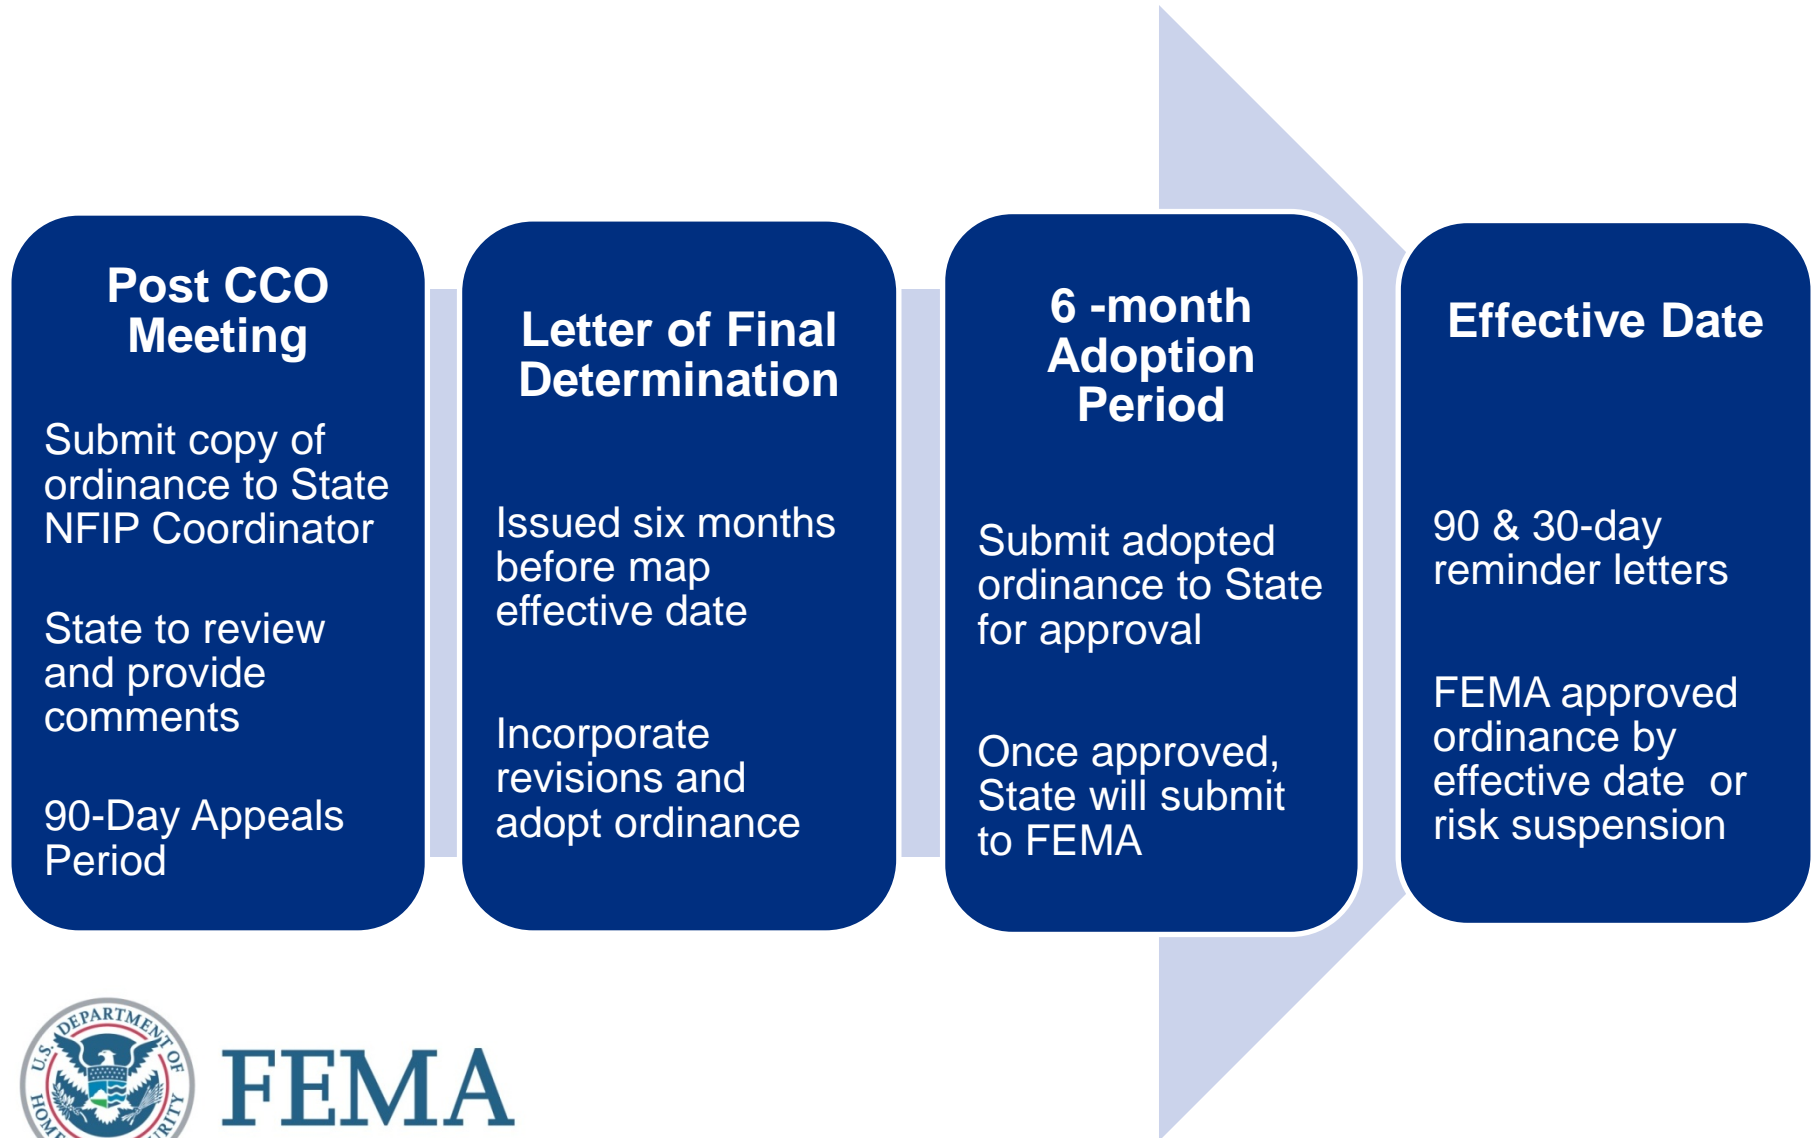 Post CCO
Meeting
Submit copy of
ordinance to State
NFIP Coordinator
State to review
and provide
comments
90-Day Appeals
Period
Letter of Final
Determination
Issued six months
before map
effective date
Incorporate
revisions and
adopt ordinance
6 -month
Adoption
Period
Submit adopted
ordinance to State
for approval
Once approved,
State will submit
to FEMA
Effective Date
90 & 30-day
reminder letters
FEMA approved
ordinance by
effective date  or
risk suspension
U.S. DEPARTMENT OF
FEMA